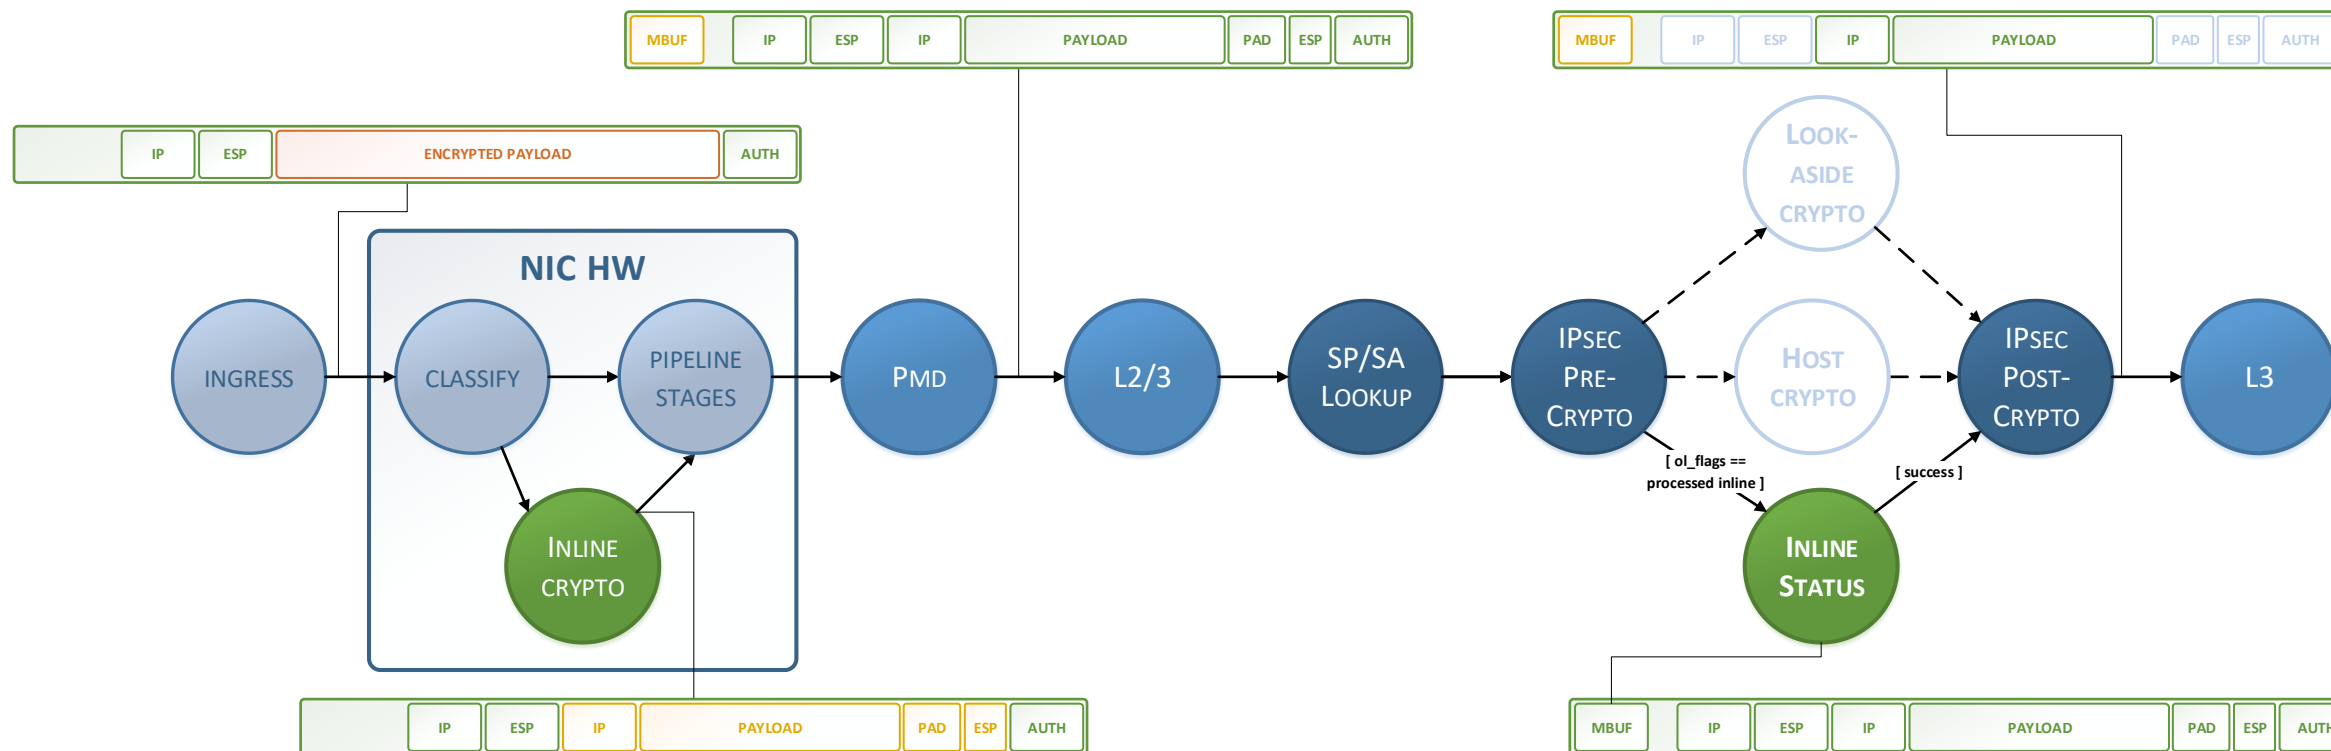 MBUF IP ESP IP PAYLOAD PAD ESP AUTH
MBUF IP ESP IP PAYLOAD PAD ESP AUTH
IP ESP ENCRYPTED PAYLOAD AUTH
NIC HW
INGRESS
CLASSIFY
PIPELINE
STAGES
INLINE
CRYPTO
PMD
L2/3
SP/SA
LOOKUP
IPSEC
PRE-
CRYPTO
LOOK-
ASIDE
CRYPTO
HOST
CRYPTO
[ ol_flags ==
processed inline ]
INLINE
STATUS
[ success ]
IPSEC
POST-
CRYPTO
L3
IP ESP IP PAYLOAD PAD ESP AUTH
MBUF IP ESP IP PAYLOAD PAD ESP AUTH